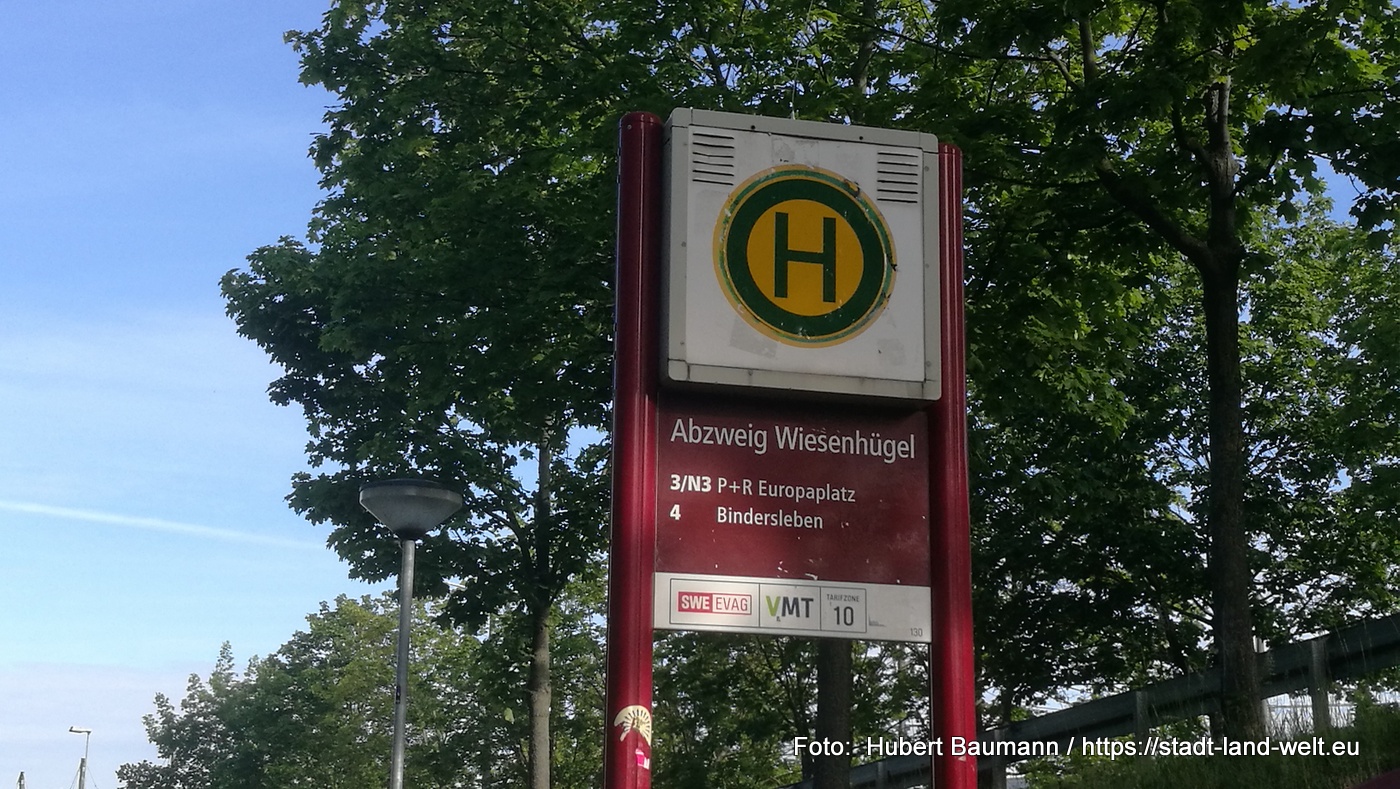 H
Abzweig Wiesenhügel
3/N3 P+R Europaplatz
4 Bindersleben
SWE EVAG VMT TARIFZONE 10
130
Foto: Hubert Baumann / https://stadt-land-welt.eu